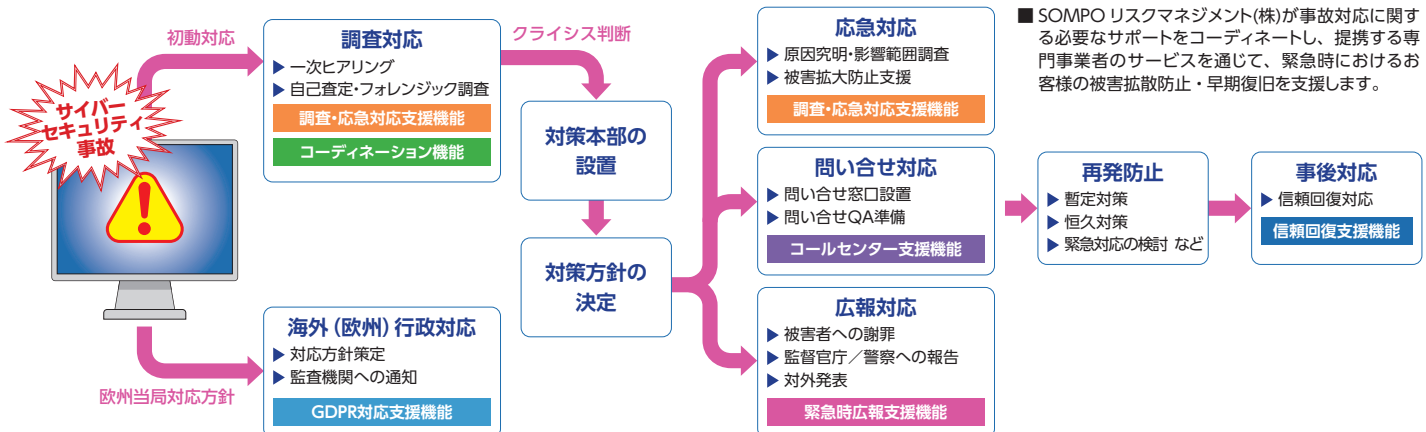 サイバー
セキュリティ
事故
初動対応
調査対応
▶ 一次ヒアリング
▶ 自己査定・フォレンジック調査
調査・応急対応支援機能
コーディネーション機能
欧州当局対応方針
海外（欧州）行政対応
▶ 対応方針策定
▶ 監査機関への通知
GDPR対応支援機能
クライシス判断
対策本部の
設置
対策方針の
決定
応急対応
▶ 原因究明・影響範囲調査
▶ 被害拡大防止支援
調査・応急対応支援機能
問い合せ対応
▶ 問い合せ窓口設置
▶ 問い合せQA準備
コールセンター支援機能
広報対応
▶ 被害者への謝罪
▶ 監督官庁／警察への報告
▶ 対外発表
緊急時広報支援機能
再発防止
▶ 暫定対策
▶ 恒久対策
▶ 緊急対応の検討 など
事後対応
▶ 信頼回復対応
信頼回復支援機能
■ SOMPO リスクマネジメント(株)が事故対応に関す
る必要なサポートをコーディネートし、提携する専
門事業者のサービスを通じて、緊急時におけるお
客様の被害拡散防止・早期復旧を支援します。